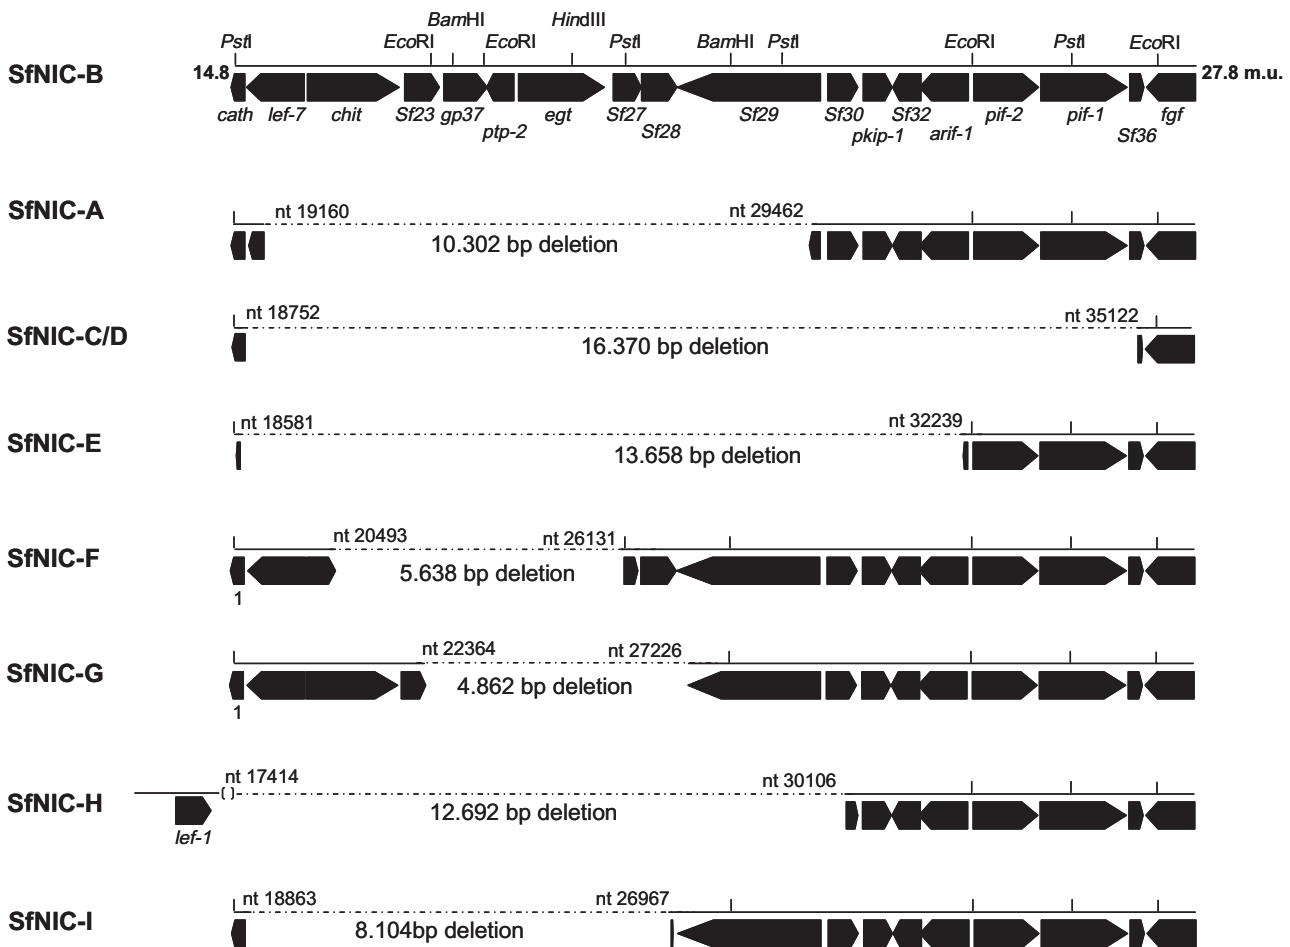 BamHI HindIII
PstI EcoRI EcoRI PstI BamHI PstI EcoRI PstI EcoRI
SfNIC-B 14.8 27.8 m.u.
cath lef-7 chit Sf23 gp37 egt Sf27 Sf29 Sf30 Sf32 pif-2 pif-1 fgf
ptp-2 Sf28 pkip-1 arif-1 Sf36
SfNIC-A nt 19160 nt 29462
10.302 bp deletion
nt 18752 nt 35122
SfNIC-C/D 16.370 bp deletion
nt 18581 nt 32239
SfNIC-E 13.658 bp deletion
nt 20493 nt 26131
SfNIC-F 5.638 bp deletion
1
nt 22364 nt 27226
SfNIC-G 4.862 bp deletion
1
nt 17414 nt 30106
SfNIC-H 12.692 bp deletion
lef-1
nt 18863 nt 26967
SfNIC-I 8.104bp deletion